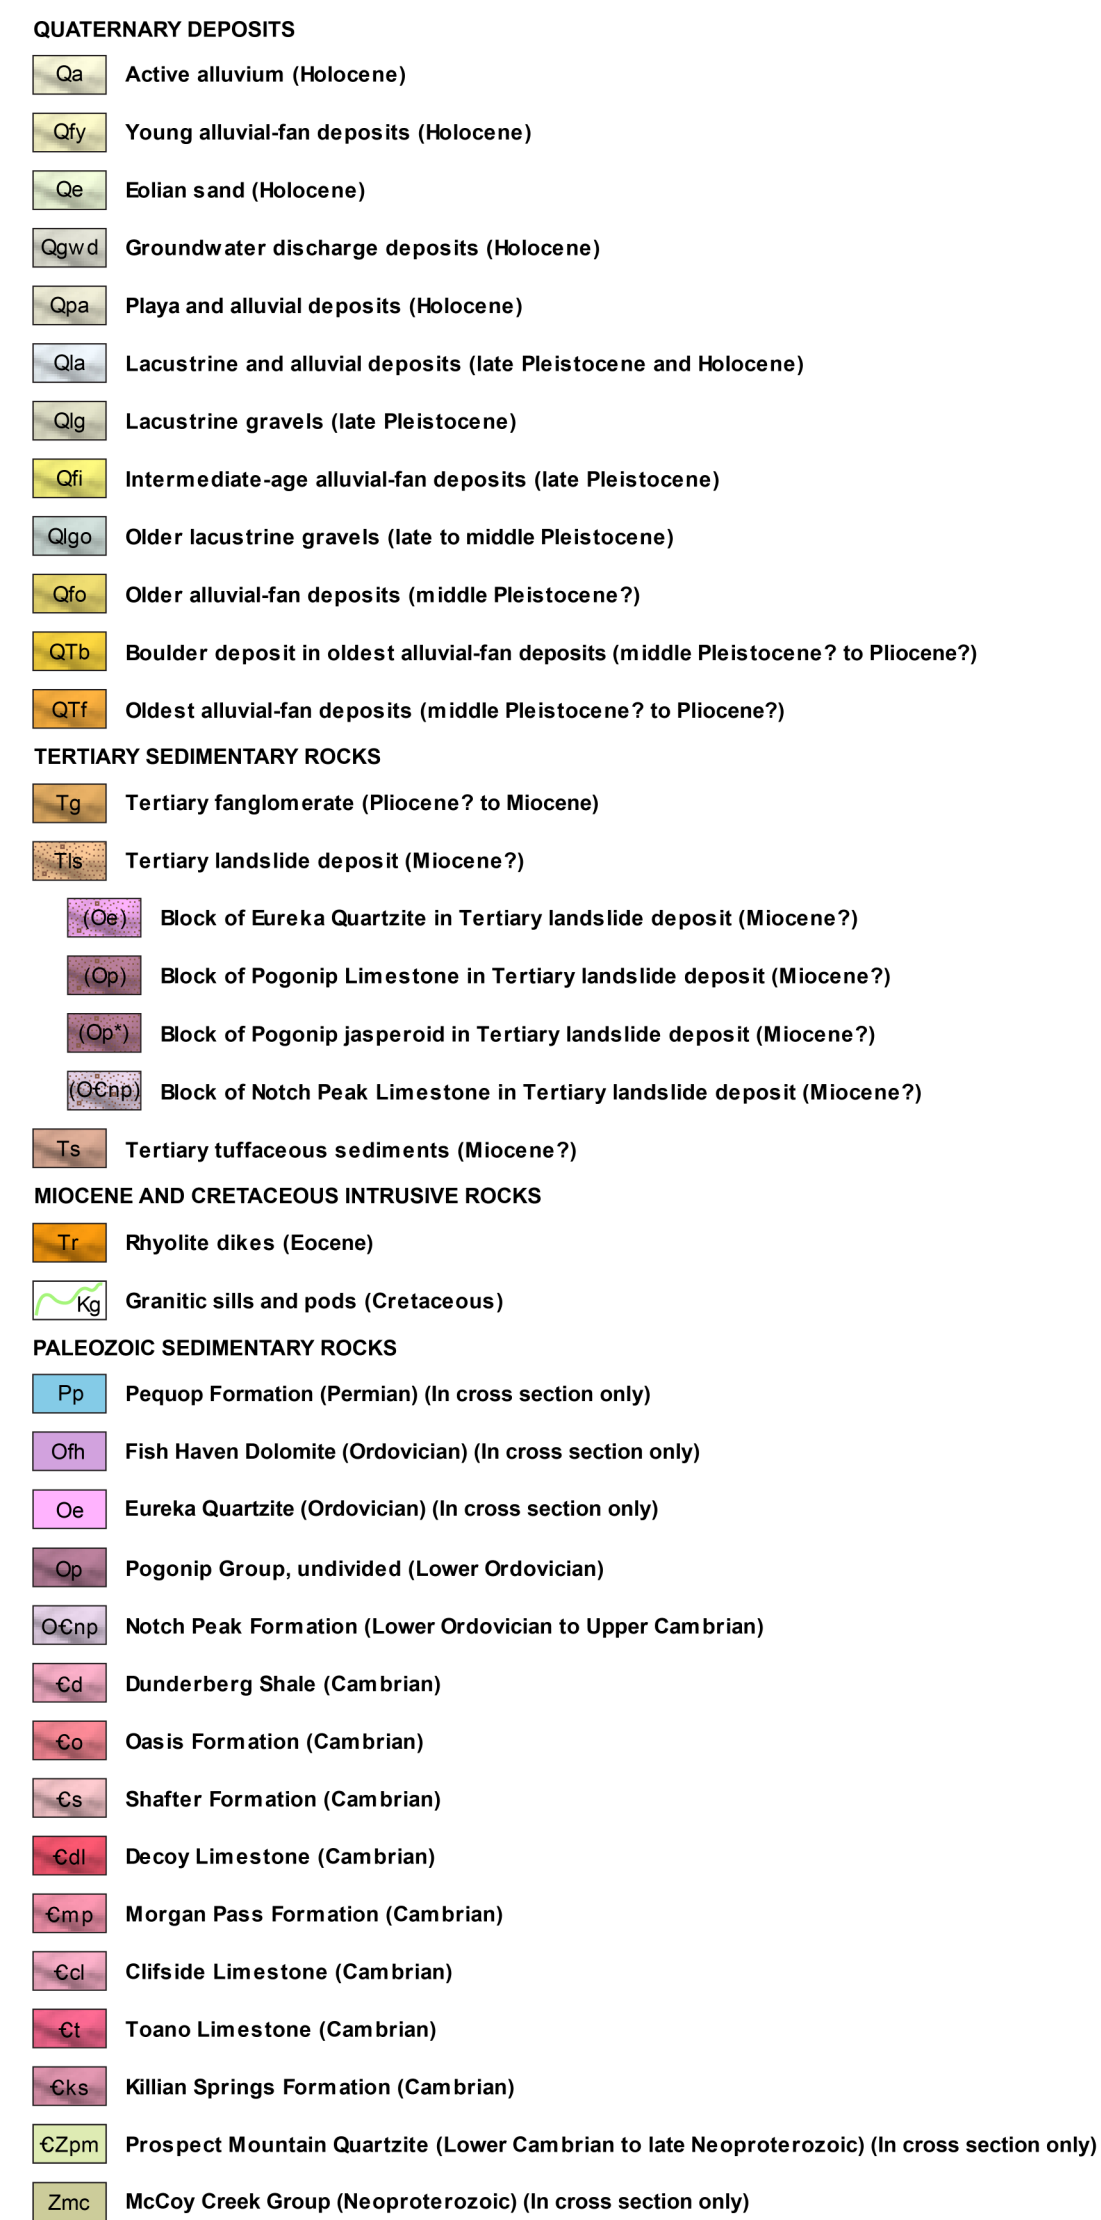 QUATERNARY DEPOSITS
Qa Active alluvium (Holocene)
Qfy Young alluvial-fan deposits (Holocene)
Qe Eolian sand (Holocene)
Qgwd Groundwater discharge deposits (Holocene)
Qpa Playa and alluvial deposits (Holocene)
Qla Lacustrine and alluvial deposits (late Pleistocene and Holocene)
Qlg Lacustrine gravels (late Pleistocene)
Qfi Intermediate-age alluvial-fan deposits (late Pleistocene)
Qlgo Older lacustrine gravels (late to middle Pleistocene)
Qfo Older alluvial-fan deposits (middle Pleistocene?)
QTb Boulder deposit in oldest alluvial-fan deposits (middle Pleistocene? to Pliocene?)
QTf Oldest alluvial-fan deposits (middle Pleistocene? to Pliocene?)
TERTIARY SEDIMENTARY ROCKS
Tg Tertiary fanglomerate (Pliocene? to Miocene)
Tls Tertiary landslide deposit (Miocene?)
(Oe) Block of Eureka Quartzite in Tertiary landslide deposit (Miocene?)
(Op) Block of Pogonip Limestone in Tertiary landslide deposit (Miocene?)
(Op*) Block of Pogonip jasperoid in Tertiary landslide deposit (Miocene?)
(O€np) Block of Notch Peak Limestone in Tertiary landslide deposit (Miocene?)
Ts Tertiary tuffaceous sediments (Miocene?)
MIOCENE AND CRETACEOUS INTRUSIVE ROCKS
Tr Rhyolite dikes (Eocene)
Kg Granitic sills and pods (Cretaceous)
PALEOZOIC SEDIMENTARY ROCKS
Pp Pequop Formation (Permian) (In cross section only)
Ofh Fish Haven Dolomite (Ordovician) (In cross section only)
Oe Eureka Quartzite (Ordovician) (In cross section only)
Op Pogonip Group, undivided (Lower Ordovician)
O€np Notch Peak Formation (Lower Ordovician to Upper Cambrian)
€d Dunderberg Shale (Cambrian)
€o Oasis Formation (Cambrian)
€s Shafter Formation (Cambrian)
€dl Decoy Limestone (Cambrian)
€mp Morgan Pass Formation (Cambrian)
€cl Clifside Limestone (Cambrian)
€t Toano Limestone (Cambrian)
€ks Killian Springs Formation (Cambrian)
€Zpm Prospect Mountain Quartzite (Lower Cambrian to late Neoproterozoic) (In cross section only)
Zmc McCoy Creek Group (Neoproterozoic) (In cross section only)